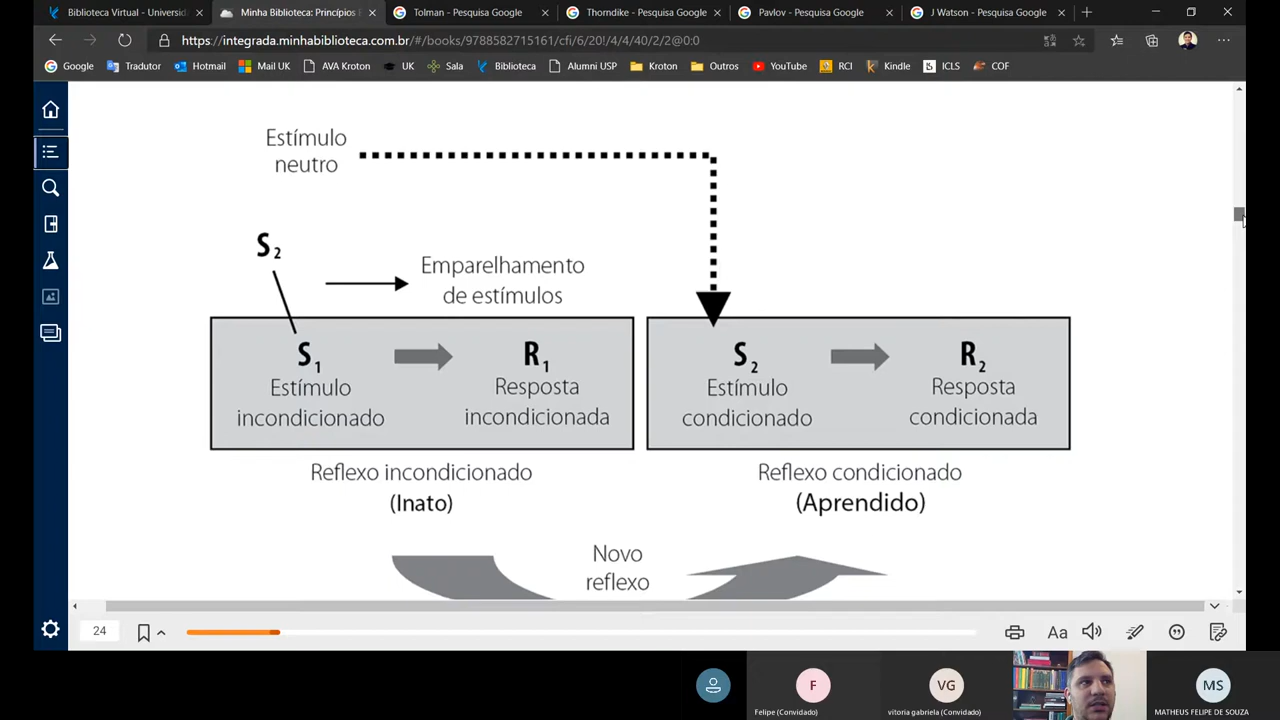 Biblioteca Virtual - Universid
Minha Biblioteca: Princípios E
Tolman - Pesquisa Google
Thorndike - Pesquisa Google
Pavlov - Pesquisa Google
J Watson - Pesquisa Google
https://integrada.minhabiblioteca.com.br/#/books/9788582715161/cfi/6/20!/4/4/40/2/2@0:0
Google
Tradutor
Hotmail
Mail UK
AVA Kroton
UK
Sala
Biblioteca
Alumni USP
Kroton
Outros
YouTube
RCI
Kindle
ICLS
COF
Estímulo
neutro
S2
Emparelhamento
de estímulos
S1
Estímulo
incondicionado
R1
Resposta
incondicionada
S2
Estímulo
condicionado
R2
Resposta
condicionada
Reflexo incondicionado
(Inato)
Reflexo condicionado
(Aprendido)
Novo
reflexo
24
Aa
F
Felipe (Convidado)
VG
vitoria gabriela (Convidado)
MS
MATHEUS FELIPE DE SOUZA